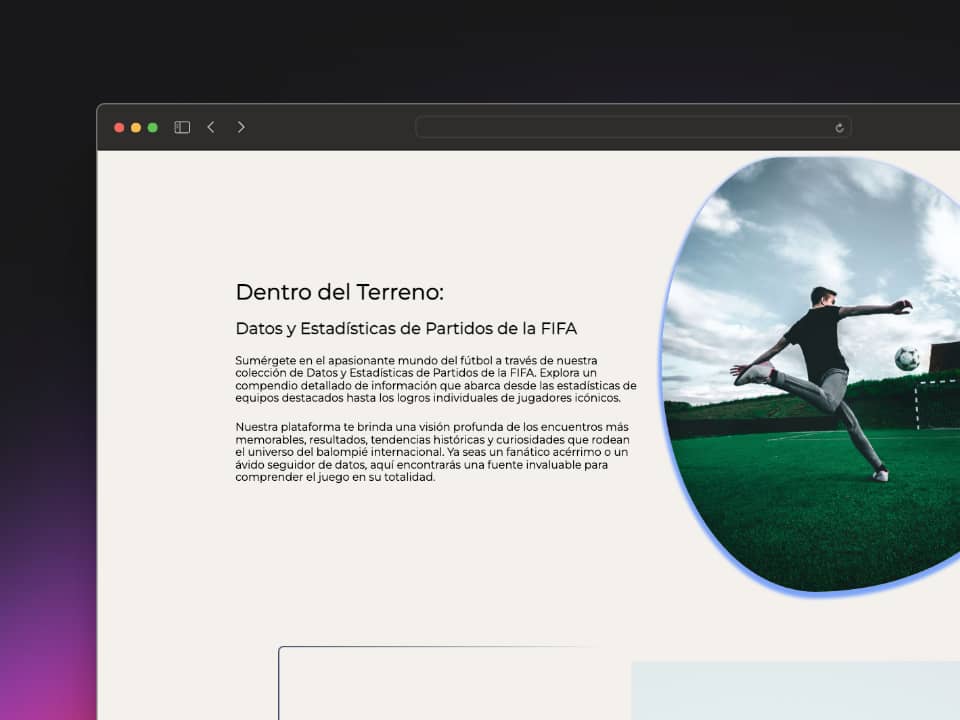 Dentro del Terreno:
Datos y Estadísticas de Partidos de la FIFA
Sumérgete en el apasionante mundo del fútbol a través de nuestra
colección de Datos y Estadísticas de Partidos de la FIFA. Explora un
compendio detallado de información que abarca desde las estadísticas de
equipos destacados hasta los logros individuales de jugadores icónicos.
Nuestra plataforma te brinda una visión profunda de los encuentros más
memorables, resultados, tendencias históricas y curiosidades que rodean
el universo del balompié internacional. Ya seas un fanático acérrimo o un
ávido seguidor de datos, aquí encontrarás una fuente invaluable para
comprender el juego en su totalidad.